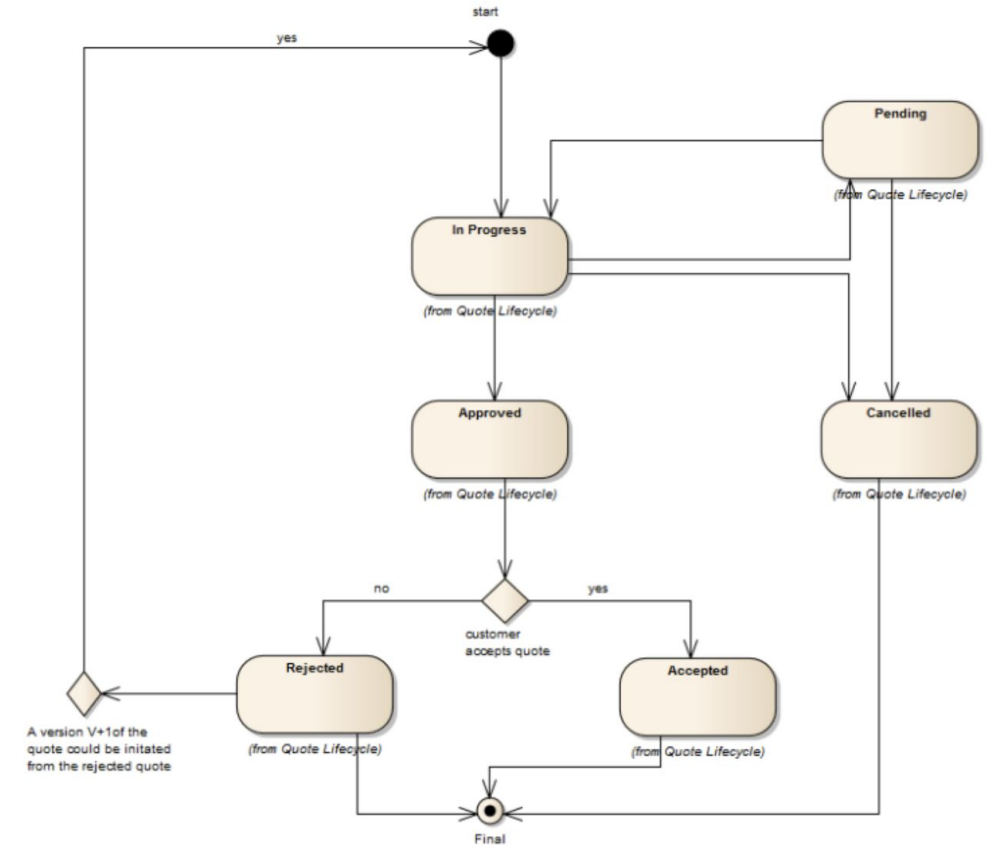 start
yes
Pending
(from Quote Lifecycle)
In Progress
(from Quote Lifecycle)
Approved
Cancelled
(from Quote Lifecycle)
(from Quote Lifecycle)
no
yes
customer
accepts quote
Rejected
Accepted
A version V+1of the
quote could be initated
from the rejected quote
(from Quote Lifecycle)
(from Quote Lifecycle)
Final